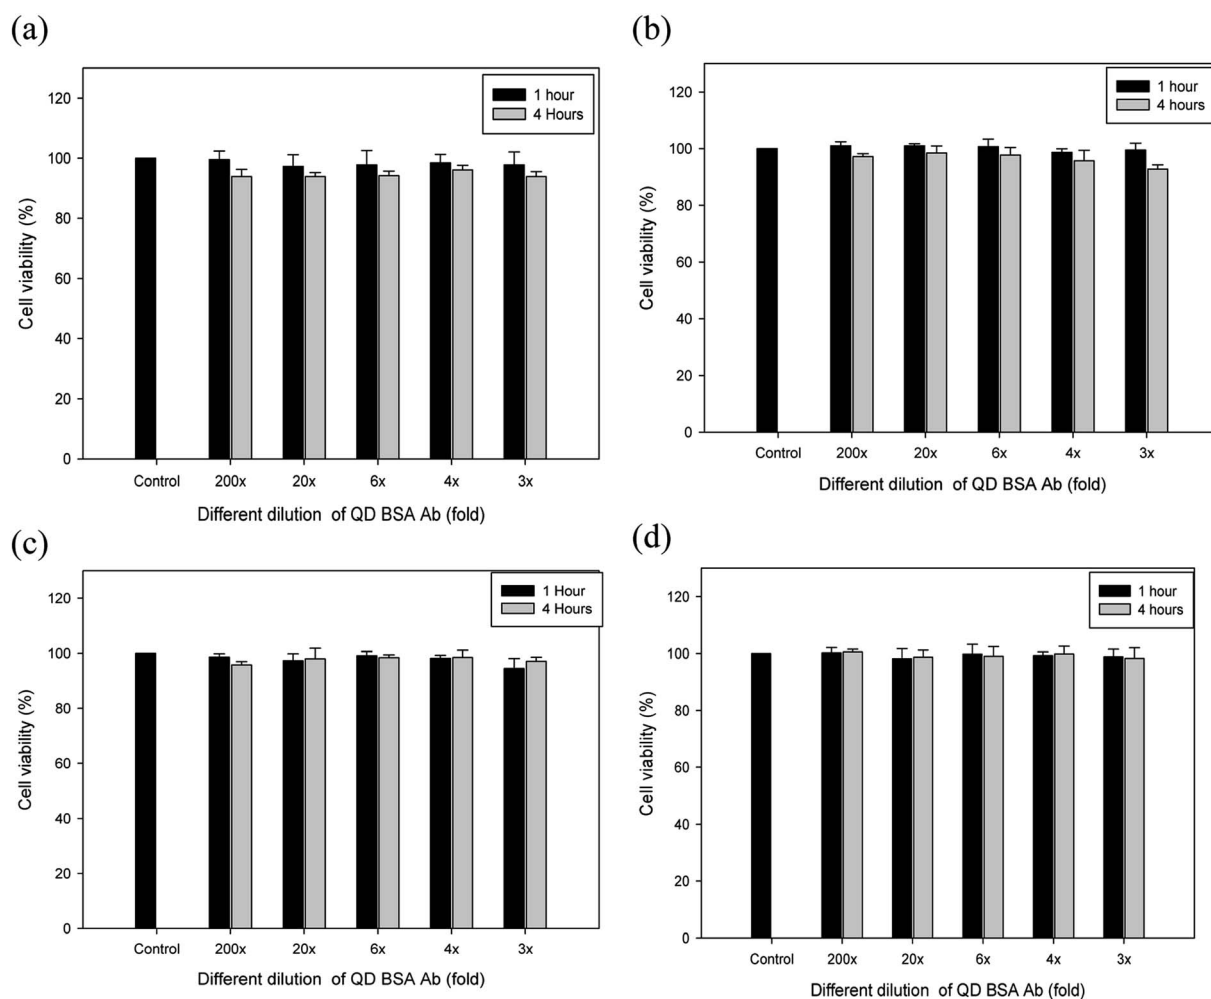 (a)
1 hour
4 Hours
120
100
80
60
40
20
0
Cell viability (%)
Control 200x 20x 6x 4x 3x
Different dilution of QD BSA Ab (fold)
(b)
1 hour
4 hours
120
100
80
60
40
20
0
Cell viability (%)
Control 200x 20x 6x 4x 3x
Different dilution of QD BSA Ab (fold)
(c)
1 Hour
4 Hours
120
100
80
60
40
20
0
Cell viability (%)
Control 200x 20x 6x 4x 3x
Different dilution of QD BSA Ab (fold)
(d)
1 hour
4 hours
120
100
80
60
40
20
0
Cell viability (%)
Control 200x 20x 6x 4x 3x
Different dilution of QD BSA Ab (fold)